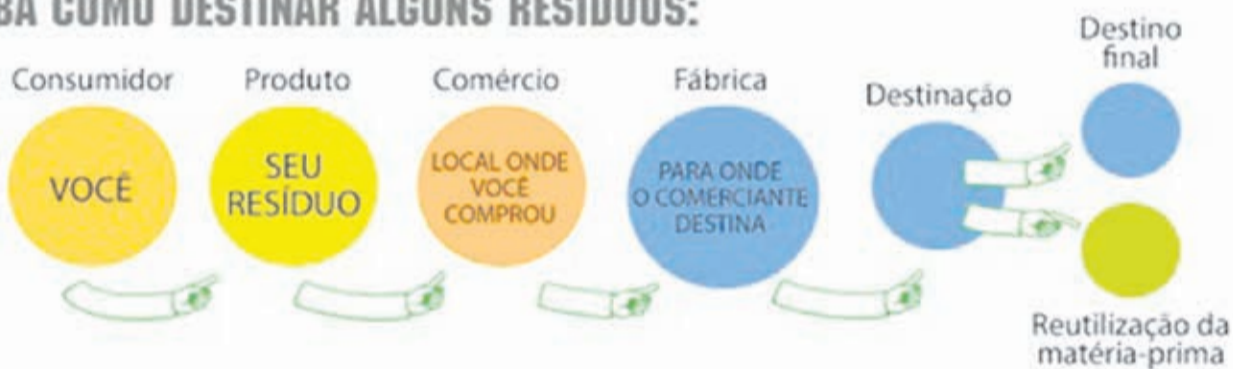 BA COMO DESTINAR ALGUNS RESÍDUOS:
Consumidor
VOCÊ
Produto
SEU
RESÍDUO
Comércio
LOCAL ONDE
VOCÊ
COMPROU
Fábrica
PARA ONDE
O COMERCIANTE
DESTINA
Destinação
Destino
final
Reutilização da
matéria-prima